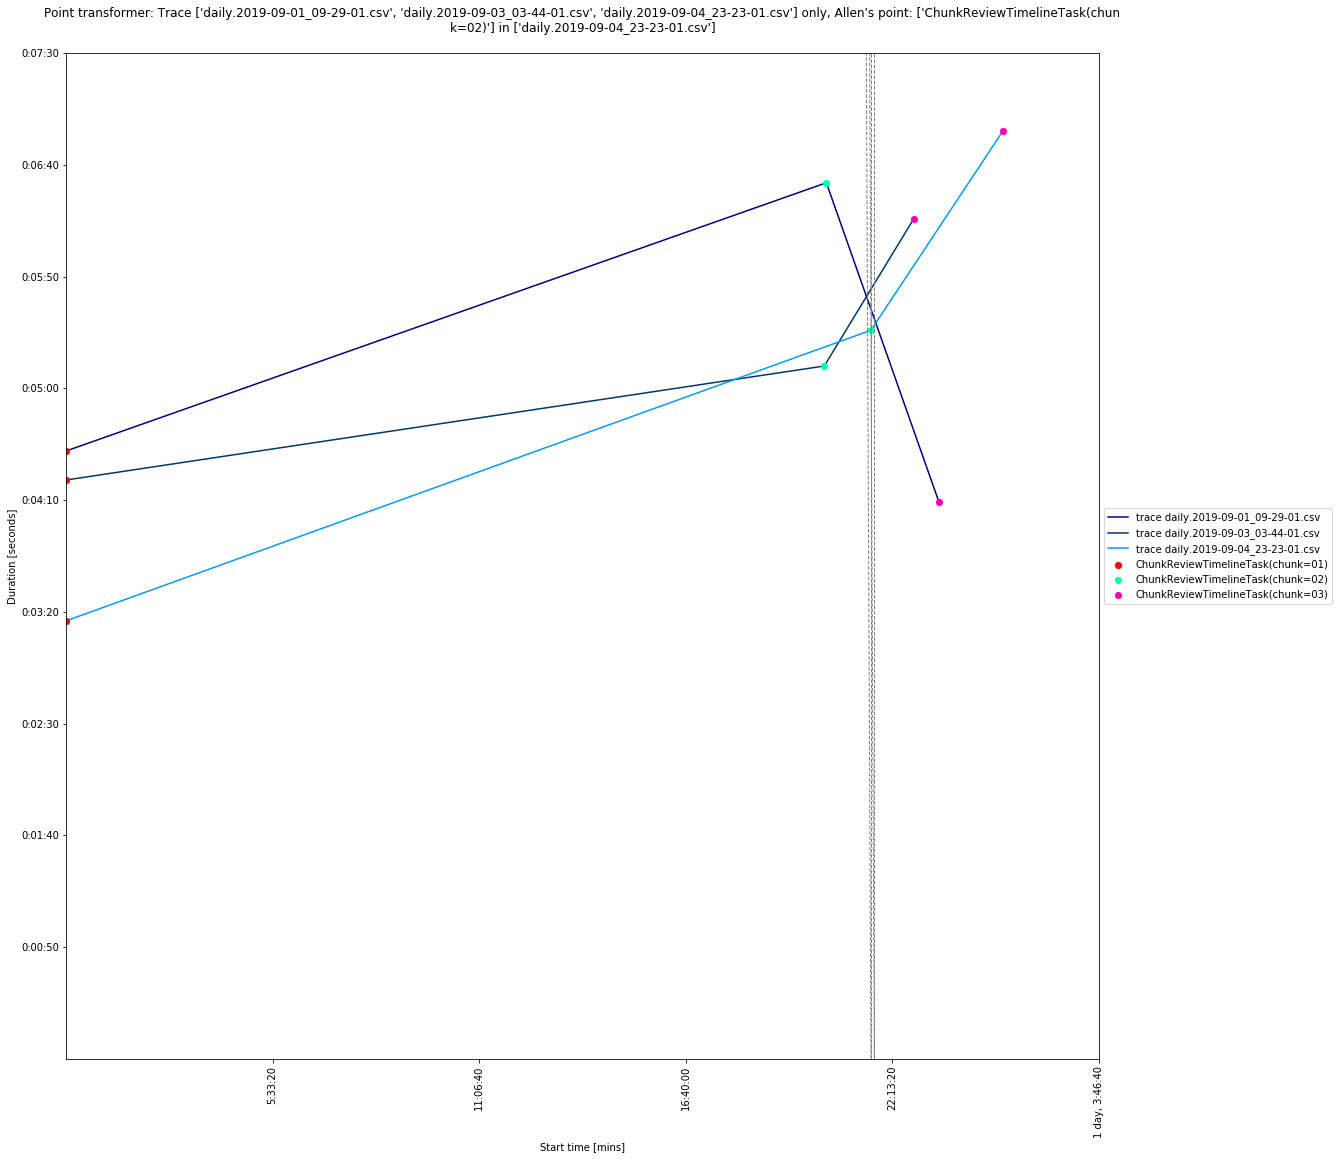 Point transformer: Trace ['daily.2019-09-01_09-29-01.csv', 'daily.2019-09-03_03-44-01.csv', 'daily.2019-09-04_23-23-01.csv'] only, Allen's point: ['ChunkReviewTimelineTask(chun
k=02)'] in ['daily.2019-09-04_23-23-01.csv']
0:07:30
0:06:40
0:05:50
0:05:00
0:04:10
0:03:20
0:02:30
0:01:40
0:00:50
Duration [seconds]
5:33:20
11:06:40
16:40:00
22:13:20
1 day, 3:46:40
Start time [mins]
trace daily.2019-09-01_09-29-01.csv
trace daily.2019-09-03_03-44-01.csv
trace daily.2019-09-04_23-23-01.csv
ChunkReviewTimelineTask(chunk=01)
ChunkReviewTimelineTask(chunk=02)
ChunkReviewTimelineTask(chunk=03)